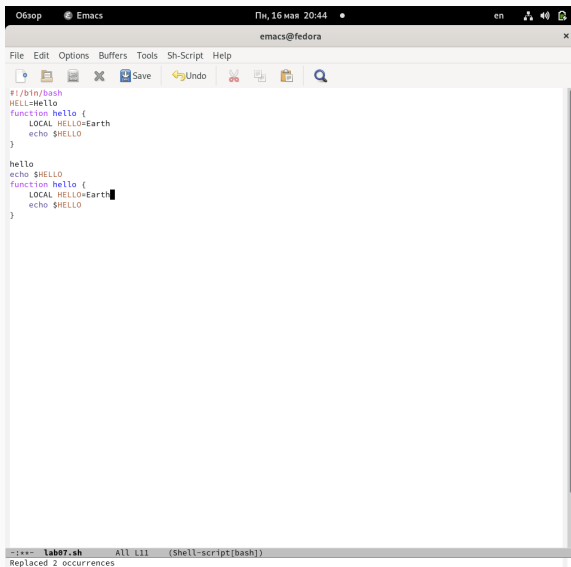 Обзор Emacs Пн, 16 мая 20:44 en
emacs@fedora ×
File Edit Options Buffers Tools Sh-Script Help
Save Undo
#!/bin/bash
HELL=Hello
function hello {
    LOCAL HELLO=Earth
    echo $HELLO
}
hello
echo $HELLO
function hello {
    LOCAL HELLO=Earth
    echo $HELLO
}
-:**- lab07.sh All L11 (Shell-script[bash])
Replaced 2 occurrences